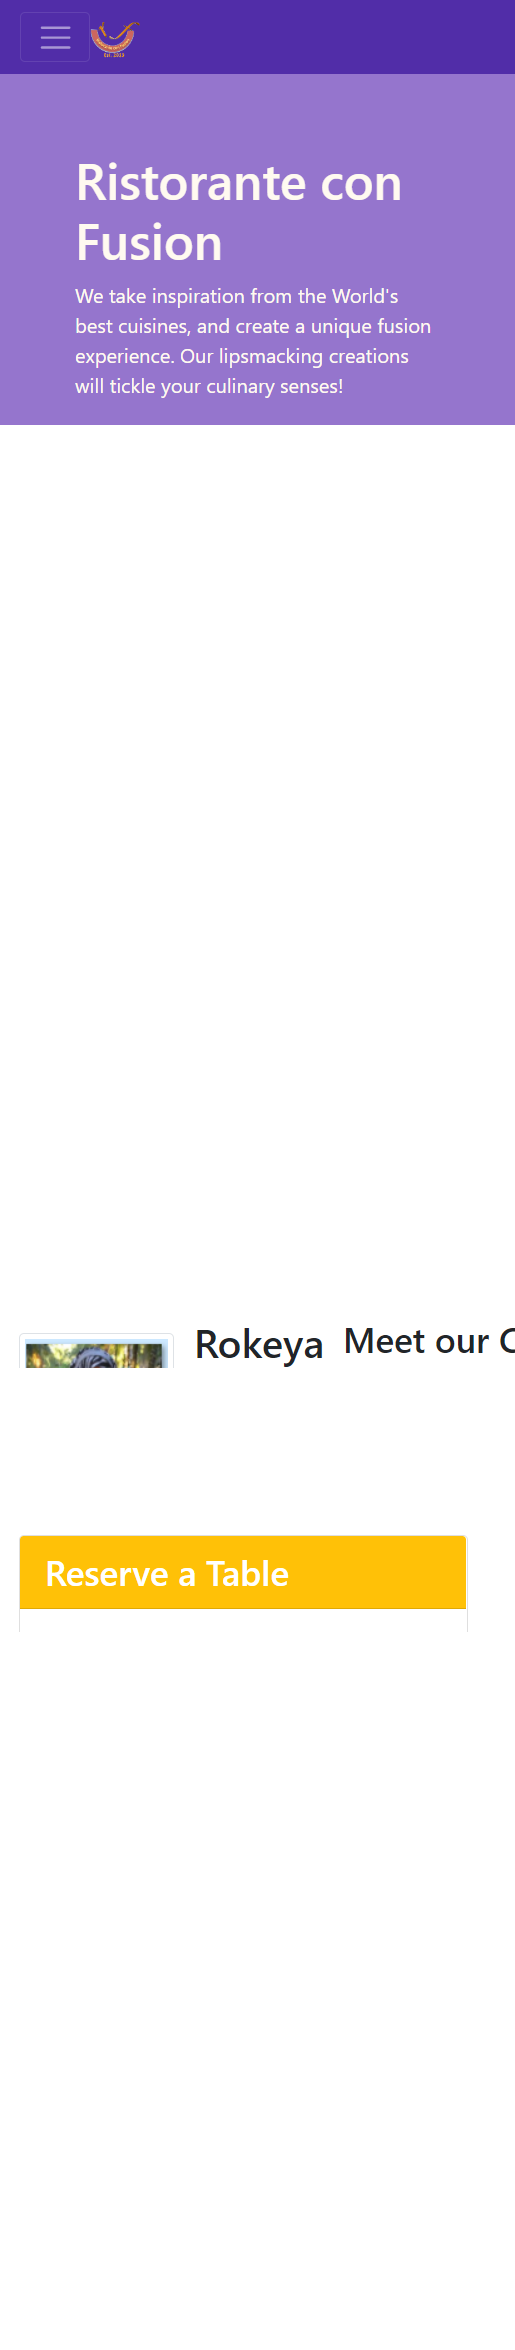 Est. 2023
Ristorante con
Fusion
We take inspiration from the World's
best cuisines, and create a unique fusion
experience. Our lipsmacking creations
will tickle your culinary senses!
Rokeya
Meet our C
Reserve a Table